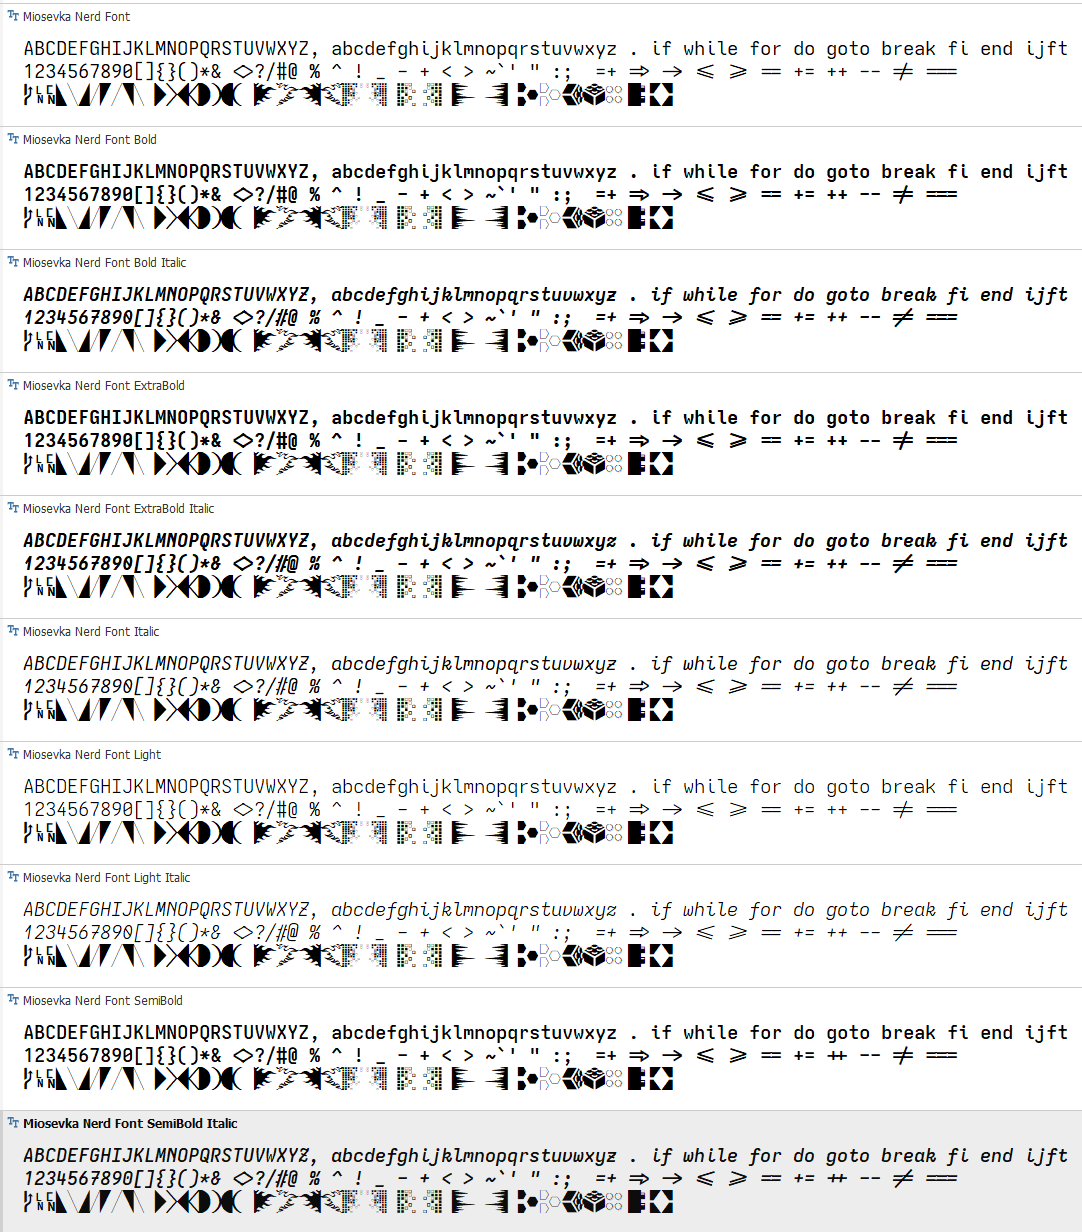 Miosevka Nerd Font
ABCDEFGHIJKLMNOPQRSTUVWXYZ, abcdefghijklmnopqrstuvwxyz . if while for do goto break fi end ijft
1234567890[]{}()*& <>?/#@ % ^ ! _ - + < > ~`' " :;  =+ => -> <= >= == += ++ -- != ===
Miosevka Nerd Font Bold
ABCDEFGHIJKLMNOPQRSTUVWXYZ, abcdefghijklmnopqrstuvwxyz . if while for do goto break fi end ijft
1234567890[]{}()*& <>?/#@ % ^ ! _ - + < > ~`' " :;  =+ => -> <= >= == += ++ -- != ===
Miosevka Nerd Font Bold Italic
ABCDEFGHIJKLMNOPQRSTUVWXYZ, abcdefghijklmnopqrstuvwxyz . if while for do goto break fi end ijft
1234567890[]{}()*& <>?/#@ % ^ ! _ - + < > ~`' " :;  =+ => -> <= >= == += ++ -- != ===
Miosevka Nerd Font ExtraBold
ABCDEFGHIJKLMNOPQRSTUVWXYZ, abcdefghijklmnopqrstuvwxyz . if while for do goto break fi end ijft
1234567890[]{}()*& <>?/#@ % ^ ! _ - + < > ~`' " :;  =+ => -> <= >= == += ++ -- != ===
Miosevka Nerd Font ExtraBold Italic
ABCDEFGHIJKLMNOPQRSTUVWXYZ, abcdefghijklmnopqrstuvwxyz . if while for do goto break fi end ijft
1234567890[]{}()*& <>?/#@ % ^ ! _ - + < > ~`' " :;  =+ => -> <= >= == += ++ -- != ===
Miosevka Nerd Font Italic
ABCDEFGHIJKLMNOPQRSTUVWXYZ, abcdefghijklmnopqrstuvwxyz . if while for do goto break fi end ijft
1234567890[]{}()*& <>?/#@ % ^ ! _ - + < > ~`' " :;  =+ => -> <= >= == += ++ -- != ===
Miosevka Nerd Font Light
ABCDEFGHIJKLMNOPQRSTUVWXYZ, abcdefghijklmnopqrstuvwxyz . if while for do goto break fi end ijft
1234567890[]{}()*& <>?/#@ % ^ ! _ - + < > ~`' " :;  =+ => -> <= >= == += ++ -- != ===
Miosevka Nerd Font Light Italic
ABCDEFGHIJKLMNOPQRSTUVWXYZ, abcdefghijklmnopqrstuvwxyz . if while for do goto break fi end ijft
1234567890[]{}()*& <>?/#@ % ^ ! _ - + < > ~`' " :;  =+ => -> <= >= == += ++ -- != ===
Miosevka Nerd Font SemiBold
ABCDEFGHIJKLMNOPQRSTUVWXYZ, abcdefghijklmnopqrstuvwxyz . if while for do goto break fi end ijft
1234567890[]{}()*& <>?/#@ % ^ ! _ - + < > ~`' " :;  =+ => -> <= >= == += ++ -- != ===
Miosevka Nerd Font SemiBold Italic
ABCDEFGHIJKLMNOPQRSTUVWXYZ, abcdefghijklmnopqrstuvwxyz . if while for do goto break fi end ijft
1234567890[]{}()*& <>?/#@ % ^ ! _ - + < > ~`' " :;  =+ => -> <= >= == += ++ -- != ===